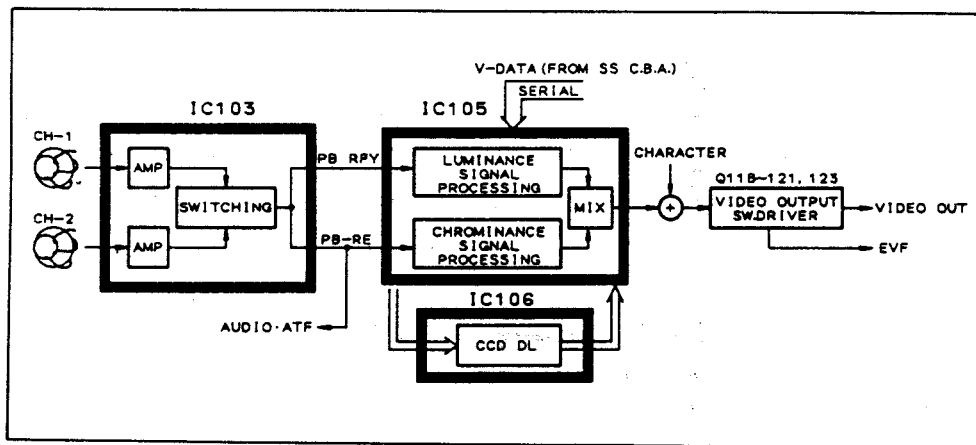 V-DATA (FROM SS C.B.A.)
SERIAL
IC103
IC105
CH-1
AMP
SWITCHING
CH-2
AMP
PB RPY
PB-RE
AUDIO·ATF
LUMINANCE
SIGNAL
PROCESSING
CHROMINANCE
SIGNAL
PROCESSING
MIX
IC106
CCD DL
CHARACTER
+
Q118~121, 123
VIDEO OUTPUT
SW.DRIVER
VIDEO OUT
EVF